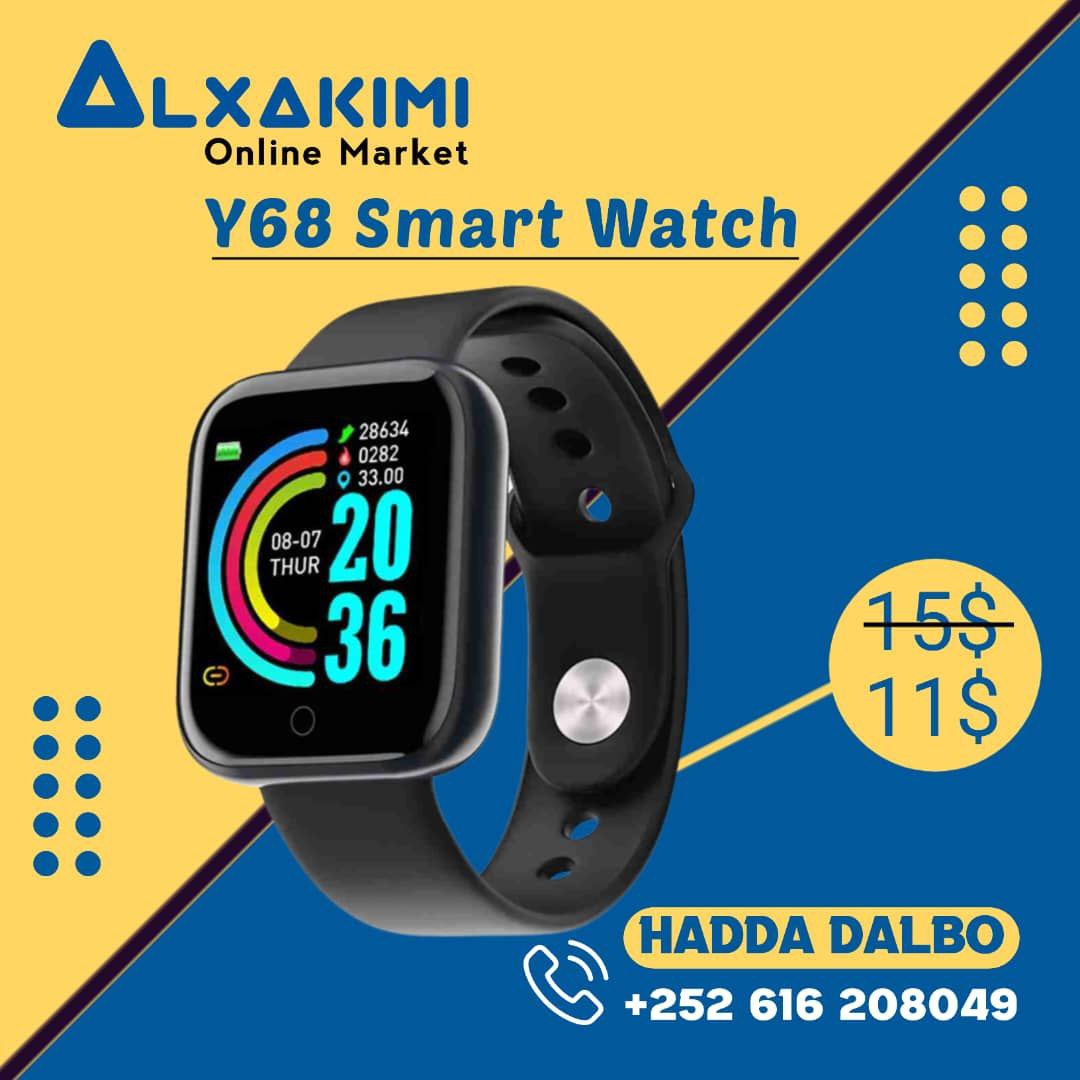 ALXAKIMI
Online Market
Y68 Smart Watch
28634
0282
33.00
08-07
THUR
20
36
15$
11$
HADDA DALBO
+252 616 208049